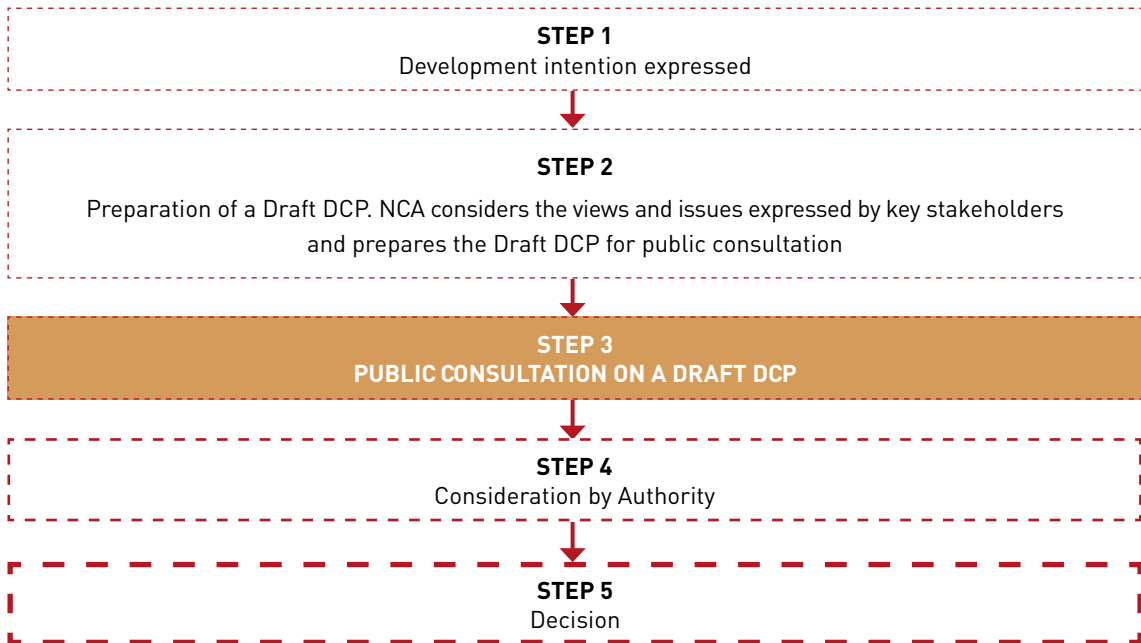 STEP 1
Development intention expressed
STEP 2
Preparation of a Draft DCP. NCA considers the views and issues expressed by key stakeholders
and prepares the Draft DCP for public consultation
STEP 3
PUBLIC CONSULTATION ON A DRAFT DCP
STEP 4
Consideration by Authority
STEP 5
Decision